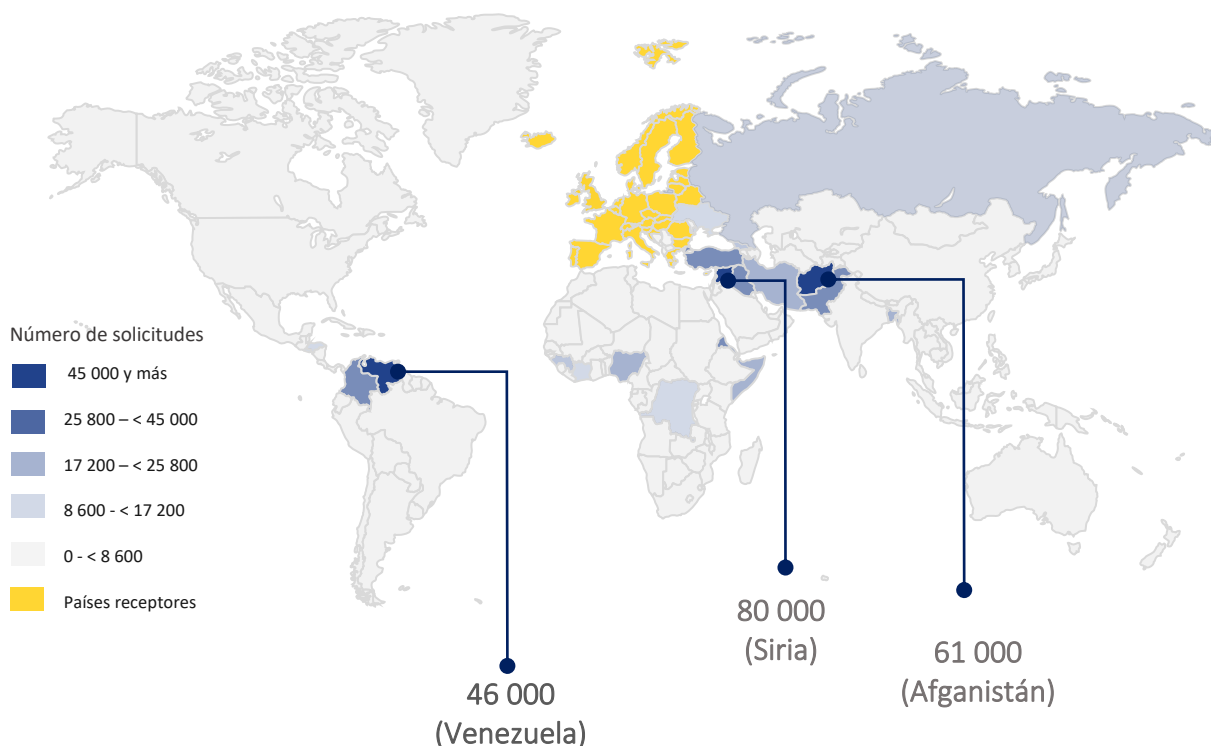 Número de solicitudes
45 000 y más
25 800 – < 45 000
17 200 – < 25 800
8 600 - < 17 200
0 - < 8 600
Países receptores
46 000
(Venezuela)
80 000
(Siria)
61 000
(Afganistán)